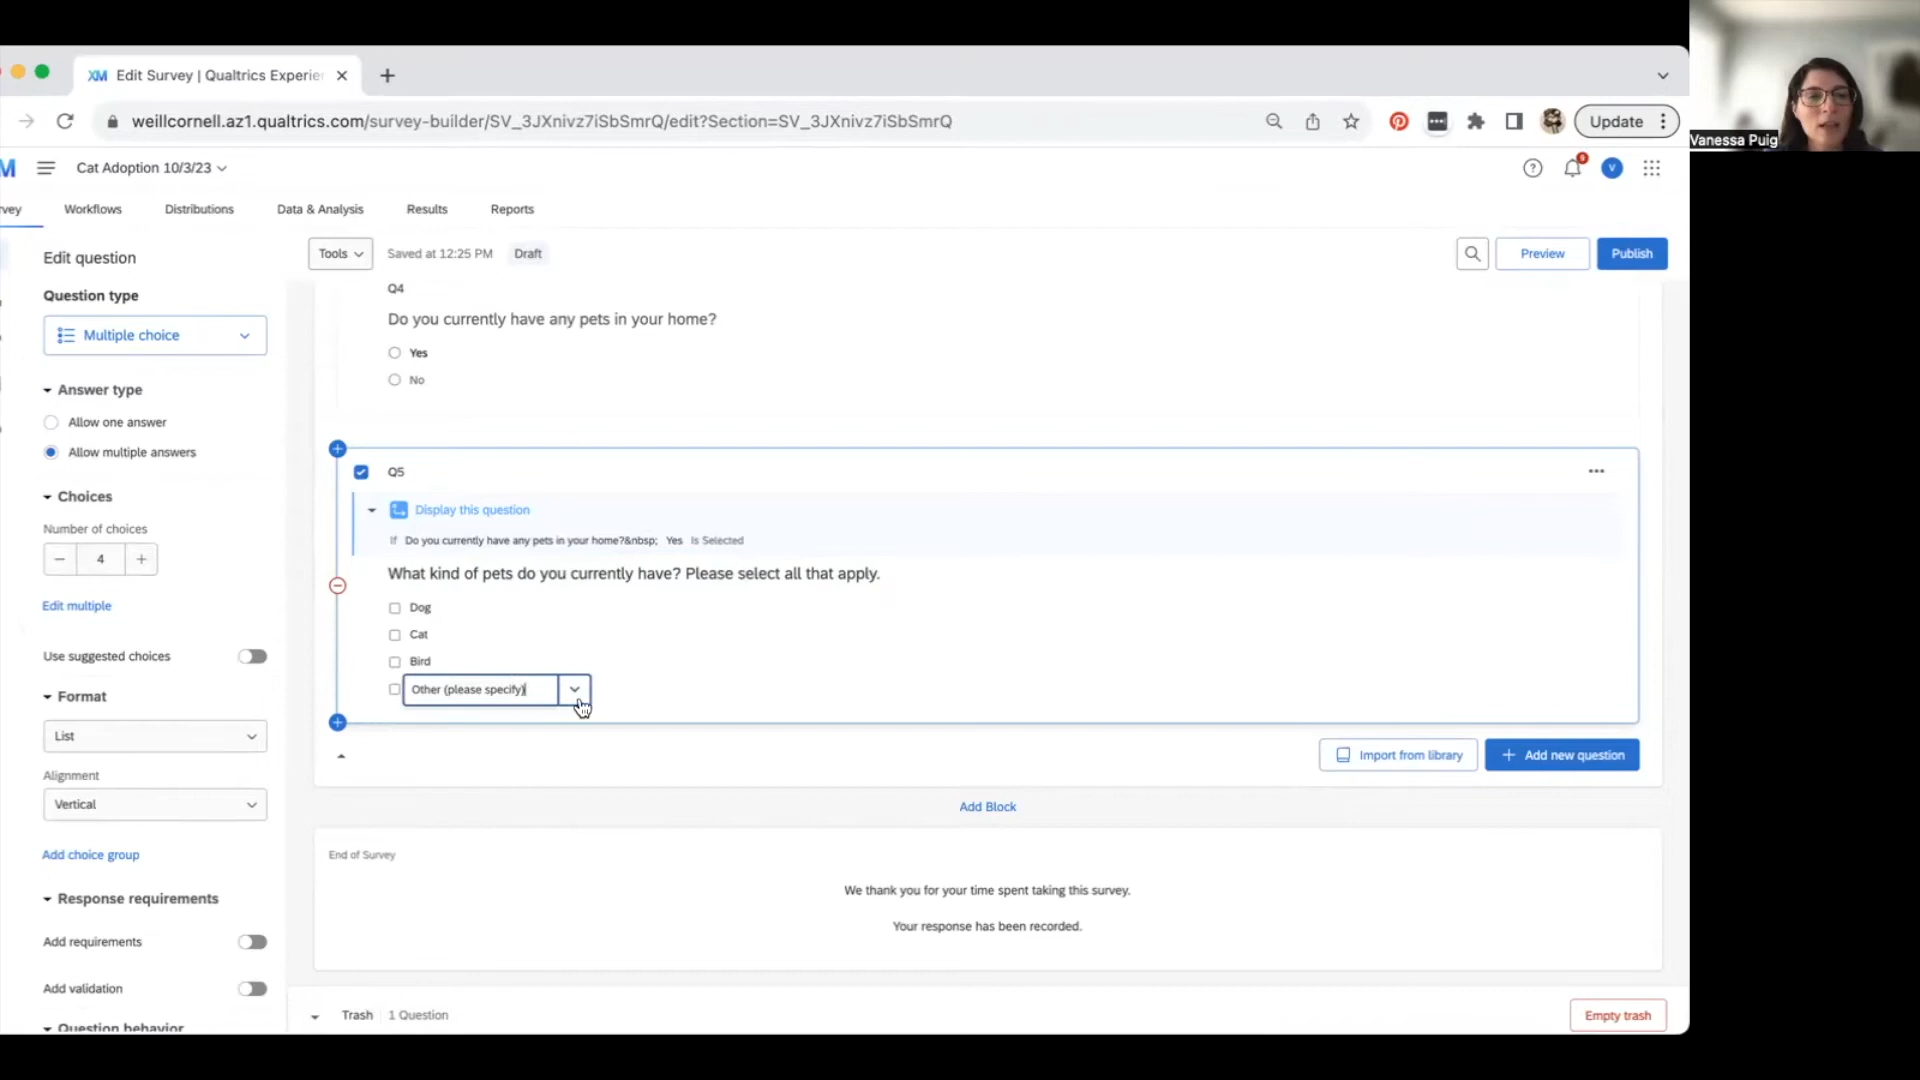 XM Edit Survey | Qualtrics Experien
weillcornell.az1.qualtrics.com/survey-builder/SV_3JXnivz7iSbSmrQ/edit?Section=SV_3JXnivz7iSbSmrQ
Update
Vanessa Puig
M
Cat Adoption 10/3/23
9
V
rvey
Workflows
Distributions
Data & Analysis
Results
Reports
Edit question
Tools
Saved at 12:25 PM
Draft
Preview
Publish
Question type
Multiple choice
Answer type
Allow one answer
Allow multiple answers
Choices
Number of choices
4
Edit multiple
Use suggested choices
Format
List
Alignment
Vertical
Add choice group
Response requirements
Add requirements
Add validation
Question behavior
Q4
Do you currently have any pets in your home?
Yes
No
Q5
Display this question
If Do you currently have any pets in your home?&nbsp; Yes Is Selected
What kind of pets do you currently have? Please select all that apply.
Dog
Cat
Bird
Other (please specify)
Import from library
Add new question
Add Block
End of Survey
We thank you for your time spent taking this survey.
Your response has been recorded.
Trash 1 Question
Empty trash